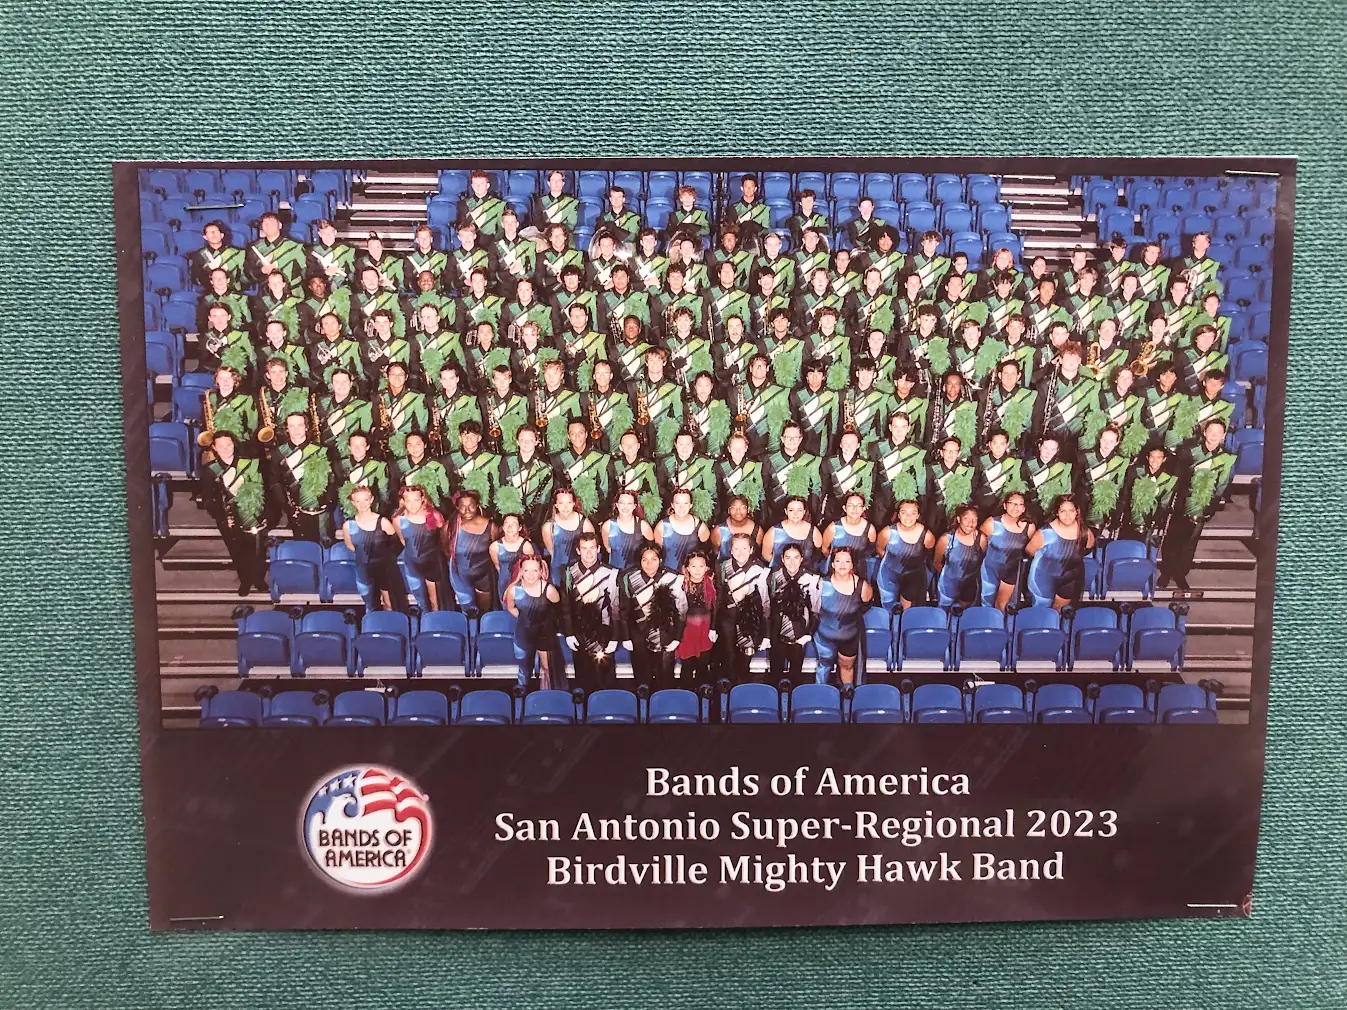 Bands of America
San Antonio Super-Regional 2023
Birdville Mighty Hawk Band
BANDS OF
AMERICA